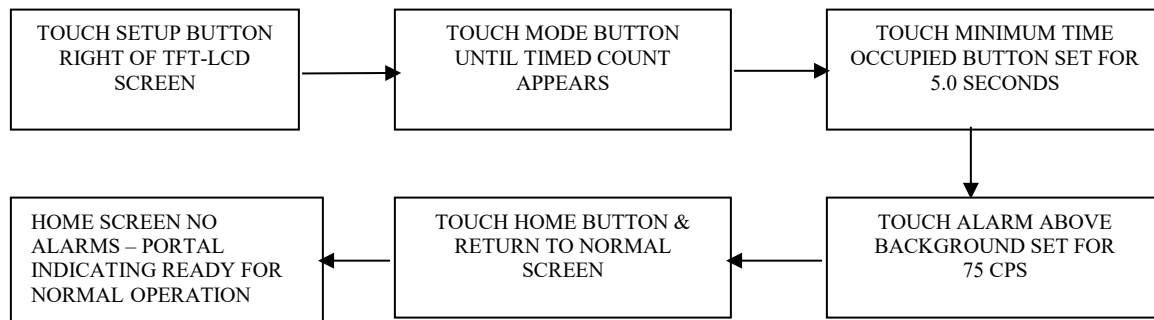 TOUCH SETUP BUTTON
RIGHT OF TFT-LCD
SCREEN
TOUCH MODE BUTTON
UNTIL TIMED COUNT
APPEARS
TOUCH MINIMUM TIME
OCCUPIED BUTTON SET FOR
5.0 SECONDS
TOUCH ALARM ABOVE
BACKGROUND SET FOR
75 CPS
TOUCH HOME BUTTON &
RETURN TO NORMAL
SCREEN
HOME SCREEN NO
ALARMS – PORTAL
INDICATING READY FOR
NORMAL OPERATION